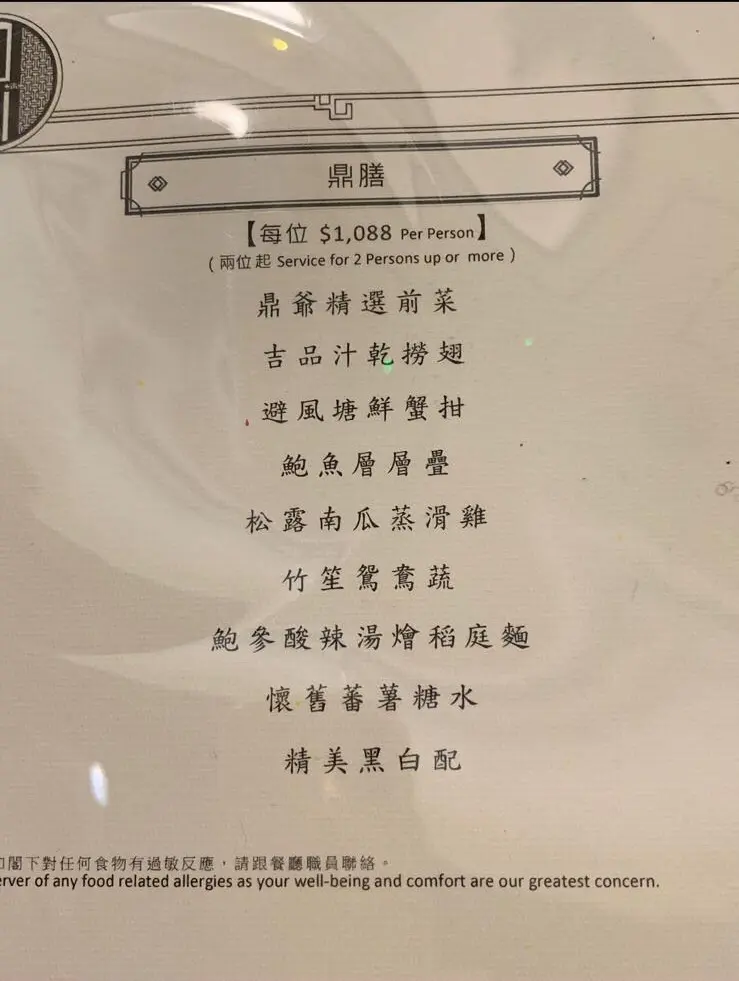 鼎膳
【每位 $1,088 Per Person】
(兩位起 Service for 2 Persons up or more)
鼎爺精選前菜
吉品汁乾撈翅
避風塘鮮蟹拑
鮑魚層層疊
松露南瓜蒸滑雞
竹笙鴛鴦蔬
鮑參酸辣湯燴稻庭麵
懷舊蕃薯糖水
精美黑白配
閣下對任何食物有過敏反應，請跟餐廳職員聯絡。
of any food related allergies as your well-being and comfort are our greatest concern.